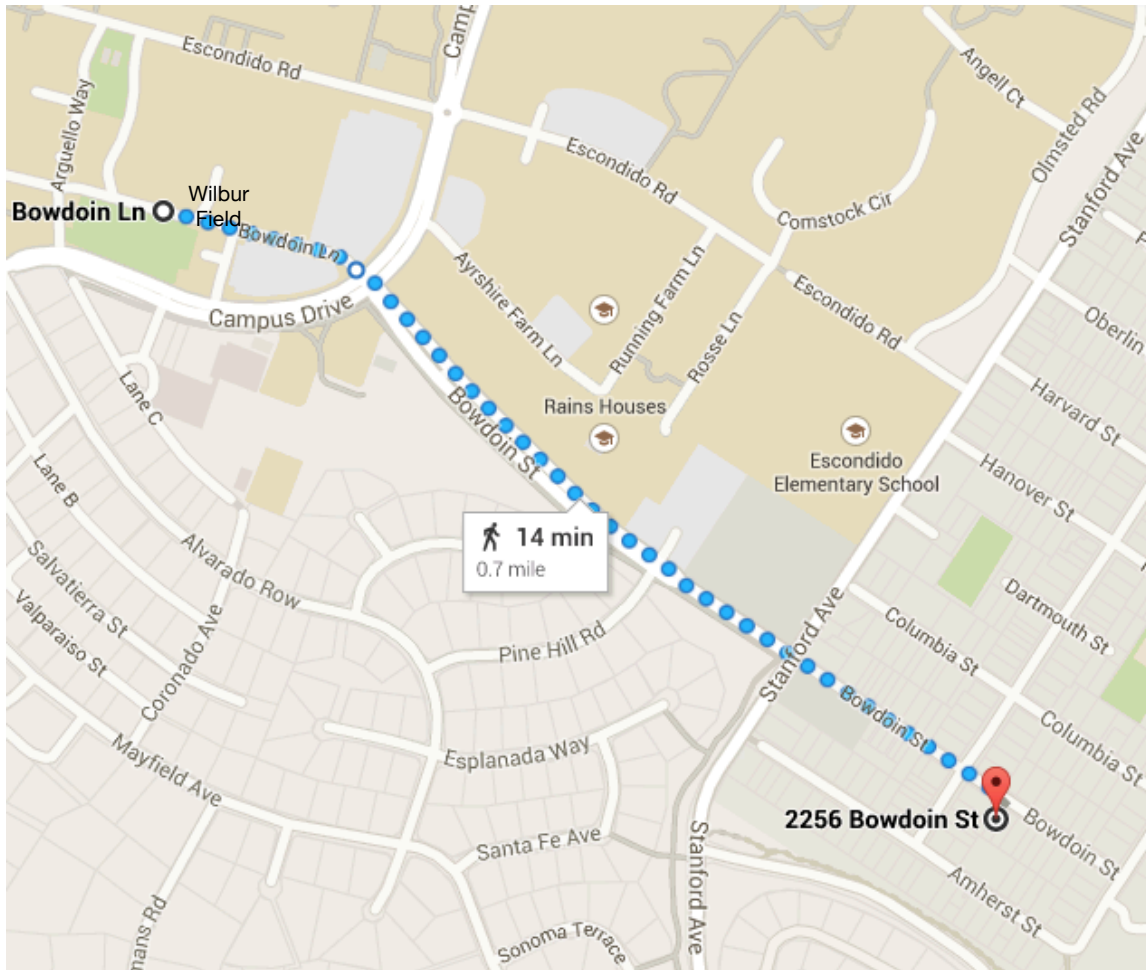 Camp
Escondido Rd
Angell Ct
Arguello Way
Olmsted Rd
Stanford Ave
Escondido Rd
Wilbur
Field
Bowdoin Ln
Bowdoin Ln
Comstock Cir
Ayrshire Farm Ln
Running Farm Ln
Rosse Ln
Escondido Rd
Oberlin
Campus Drive
Lane C
Rains Houses
Harvard St
Bowdoin St
Escondido
Elementary School
Hanover St
Lane B
14 min
0.7 mile
Alvarado Row
Salvatierra St
Valparaiso St
Coronado Ave
Pine Hill Rd
Stanford Ave
Dartmouth St
Columbia St
Bowdoin St
Columbia St
Esplanada Way
Mayfield Ave
2256 Bowdoin St
Bowdoin St
Santa Fe Ave
Stanford Ave
Amherst St
Sonoma Terrace
mans Rd